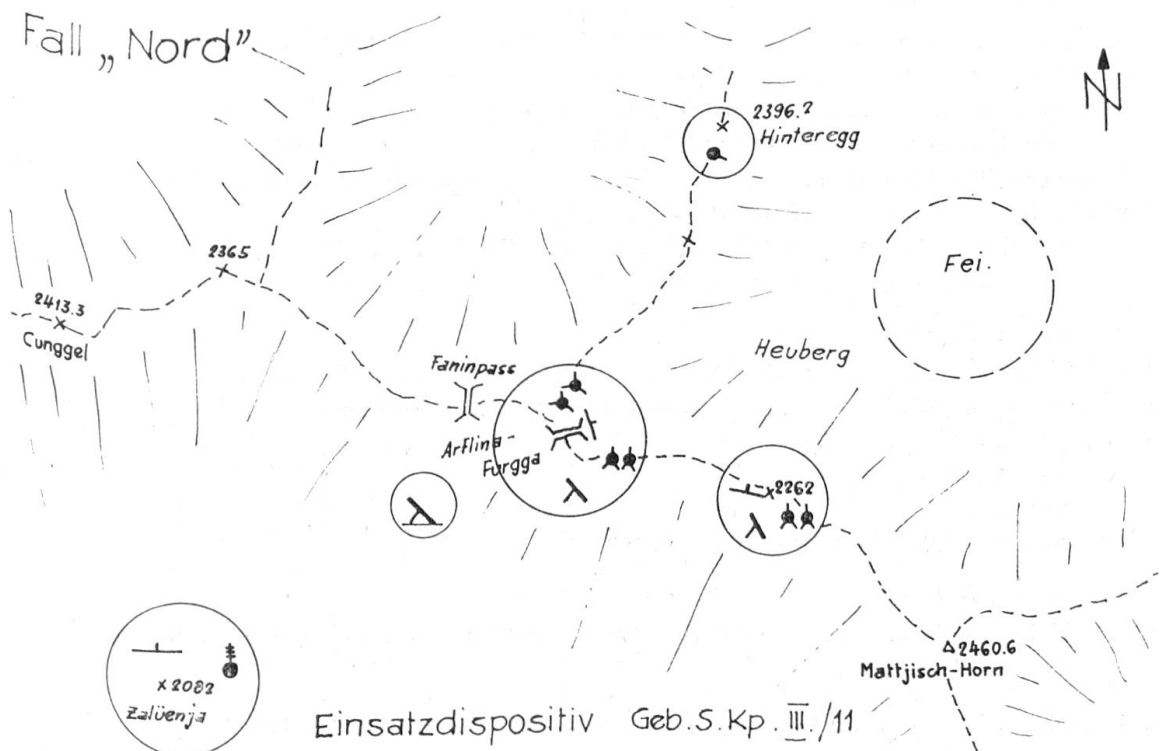 Fall „Nord”
N
2396.2
Hinteregg
2365
Fei.
2413.3
Cunggel
Heuberg
Faninpass
Arflina-
Furgga
2262
2460.6
Mattjisch-Horn
2082
Zalüenja
Einsatzdispositiv Geb. S. Kp. III./11